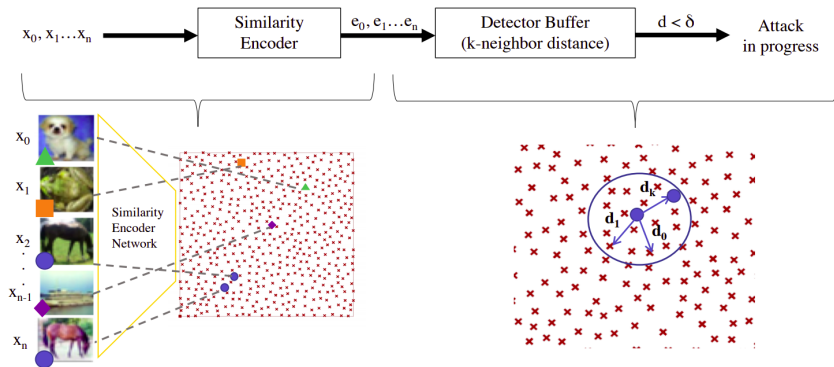 x0, x1…xn
Similarity
Encoder
e0, e1…en
Detector Buffer
(k-neighbor distance)
d < δ
Attack
in progress
x0
x1
x2
.
.
.
xn-1
xn
Similarity
Encoder
Network
dk
d1
d0